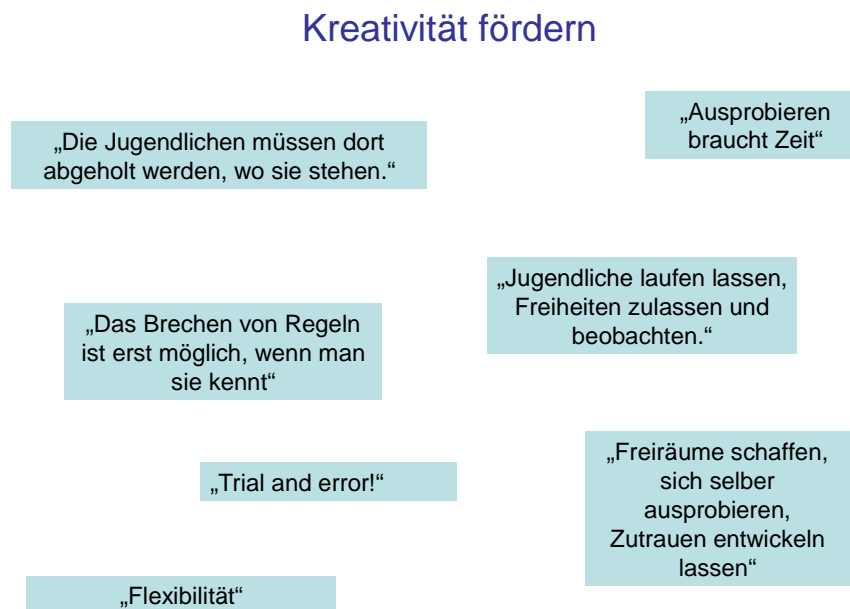 Kreativität fördern
„Die Jugendlichen müssen dort
abgeholt werden, wo sie stehen.“
„Ausprobieren
braucht Zeit“
„Jugendliche laufen lassen,
Freiheiten zulassen und
beobachten.“
„Das Brechen von Regeln
ist erst möglich, wenn man
sie kennt“
„Trial and error!“
„Freiräume schaffen,
sich selber
ausprobieren,
Zutrauen entwickeln
lassen“
„Flexibilität“